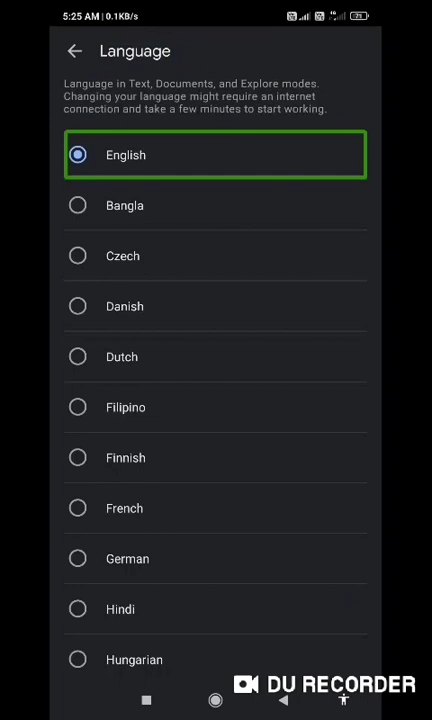 5:25 AM | 0.1KB/s
Language
Language in Text, Documents, and Explore modes.
Changing your language might require an internet
connection and take a few minutes to start working.
English
Bangla
Czech
Danish
Dutch
Filipino
Finnish
French
German
Hindi
Hungarian
DU RECORDER